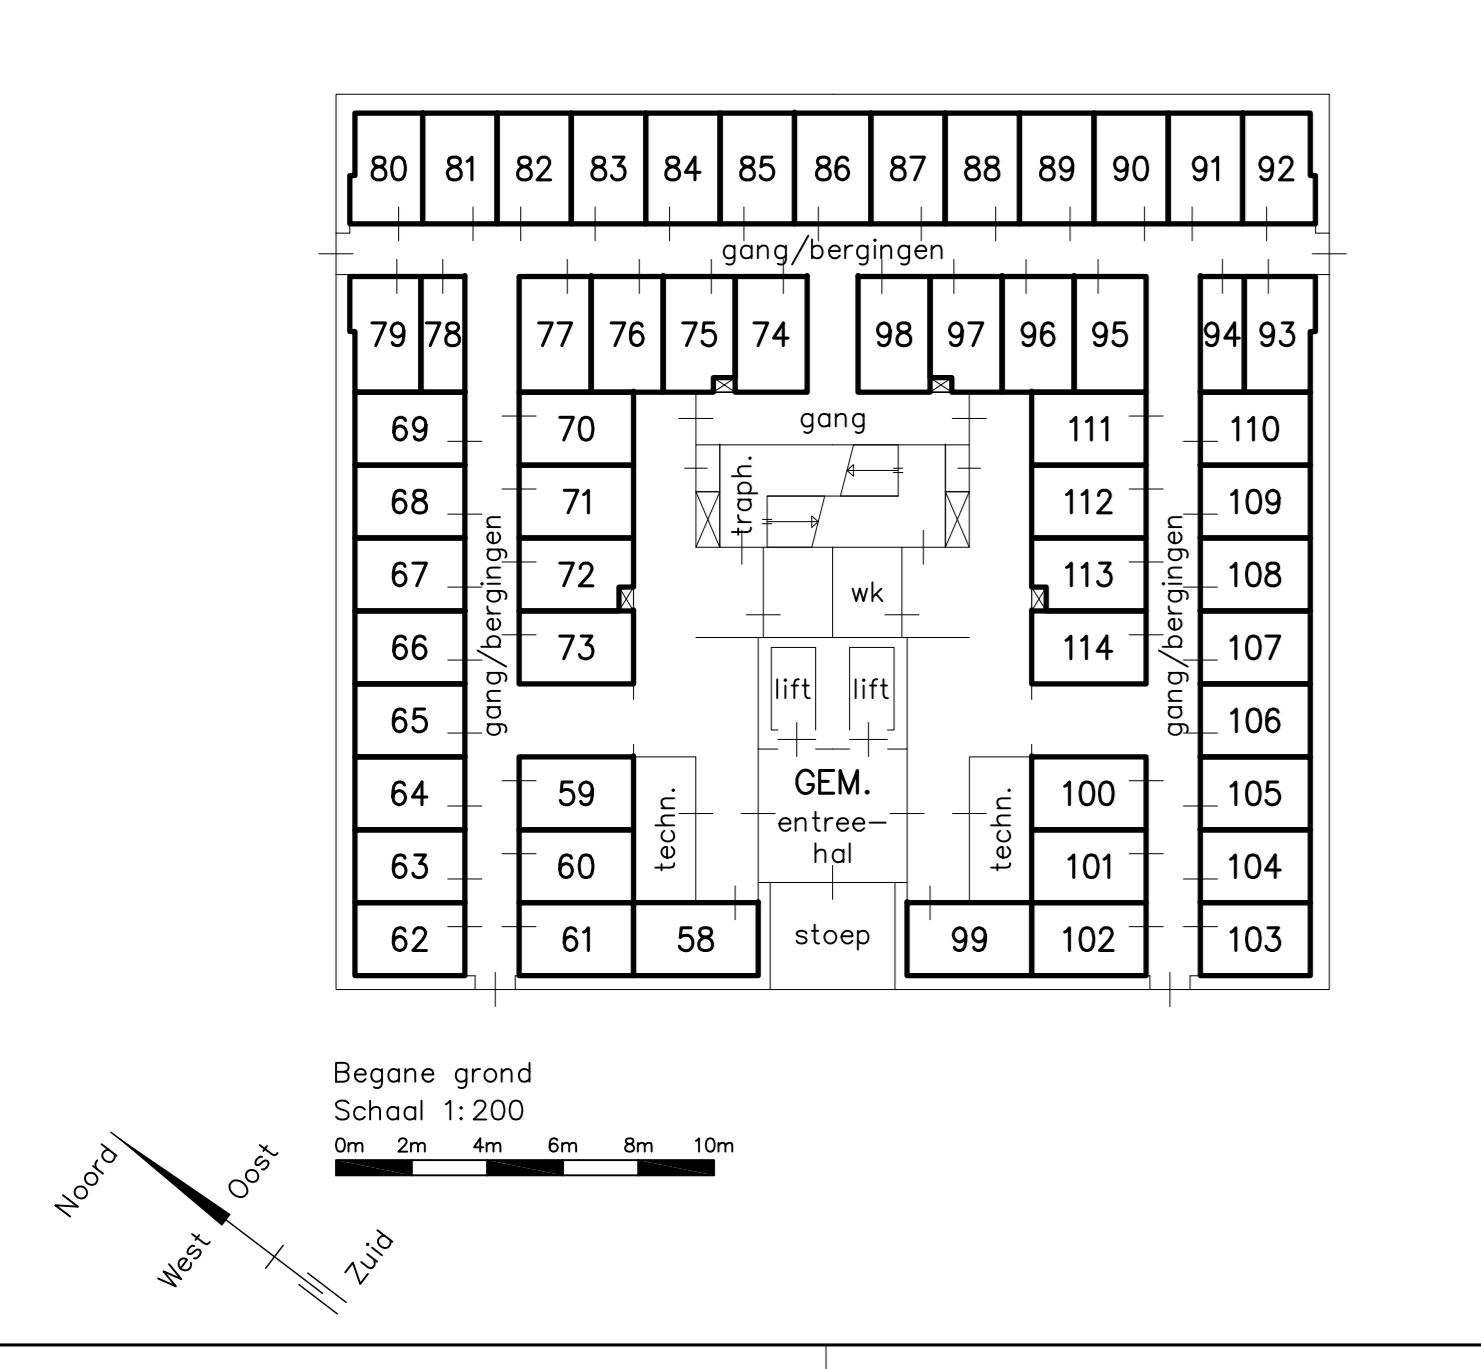 80 81 82 83 84 85 86 87 88 89 90 91 92
gang/bergingen
79 78 77 76 75 74 98 97 96 95 94 93
69 70 gang 111 110
traph.
68 71 112 109
gang/bergingen
gang/bergingen
67 72 wk 113 108
66 73 114 107
lift lift
65 106
64 59 GEM. 100 105
techn. entree- techn.
hal
63 60 101 104
62 61 58 stoep 99 102 103
Begane grond
Schaal 1:200
0m 2m 4m 6m 8m 10m
Noord
Oost
West
Zuid